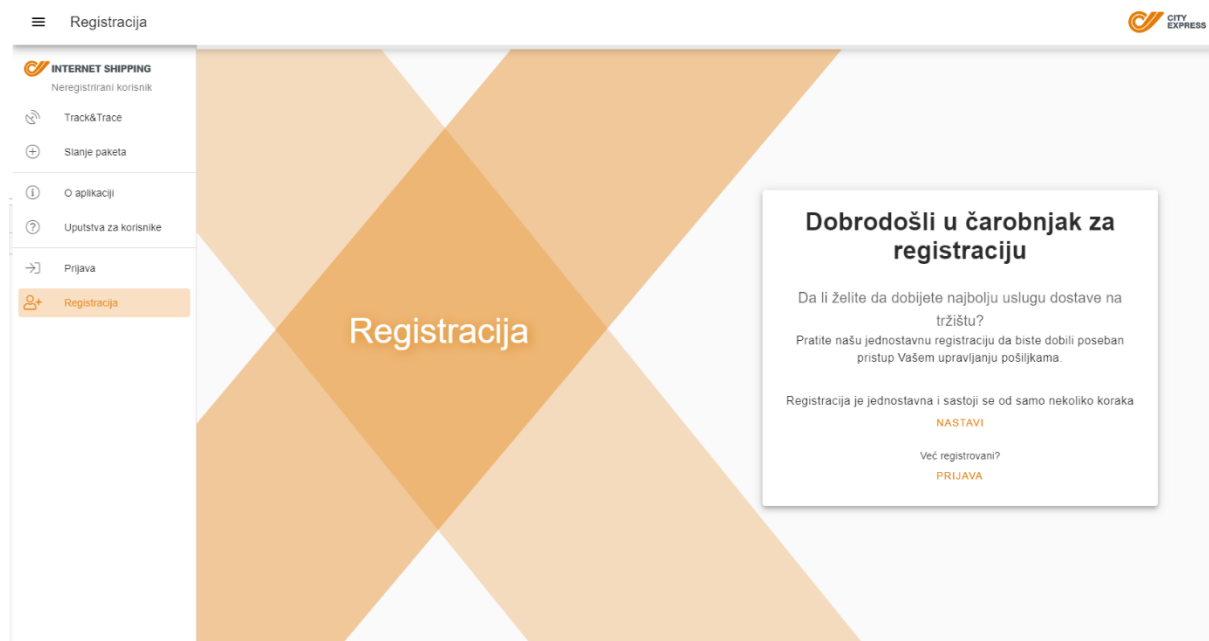 Registracija
CITY
EXPRESS
INTERNET SHIPPING
Neregistrirani korisnik
Track&Trace
Slanje paketa
O aplikaciji
Uputstva za korisnike
Prijava
Registracija
Registracija
Dobrodošli u čarobnjak za
registraciju
Da li želite da dobijete najbolju uslugu dostave na
tržištu?
Pratite našu jednostavnu registraciju da biste dobili poseban
pristup Vašem upravljanju pošiljkama.
Registracija je jednostavna i sastoji se od samo nekoliko koraka
NASTAVI
Već registrovani?
PRIJAVA